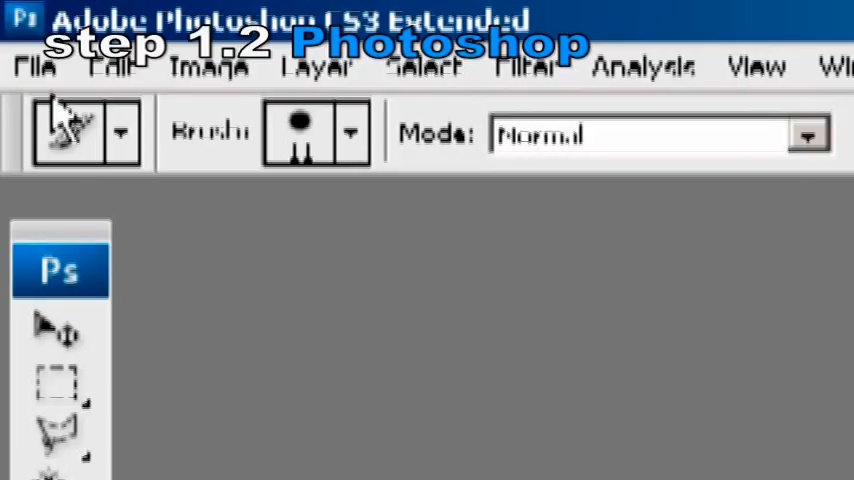 Ps Adobe Photoshop CS3 Extended
step 1.2 Photoshop
File Edit Image Layer Select Filter Analysis View Wi
Brush: Mode: Normal
Ps